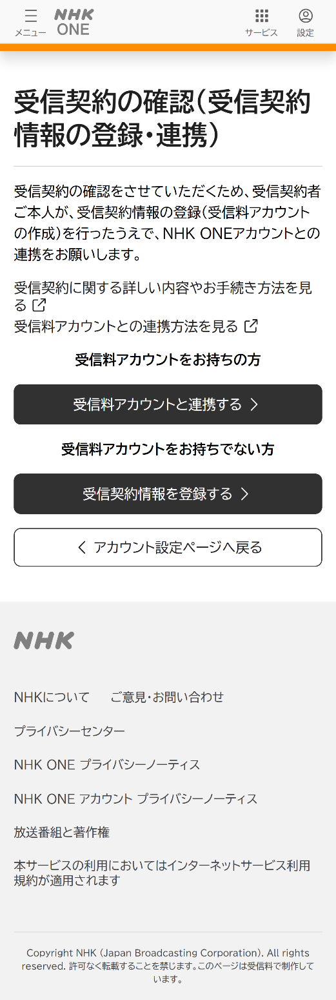 メニュー
NHK
ONE
サービス
設定
受信契約の確認（受信契約
情報の登録・連携）
受信契約の確認をさせていただくため、受信契約者
ご本人が、受信契約情報の登録（受信料アカウント
の作成）を行ったうえで、NHK ONEアカウントとの
連携をお願いします。
受信契約に関する詳しい内容やお手続き方法を見
る
受信料アカウントとの連携方法を見る
受信料アカウントをお持ちの方
受信料アカウントと連携する
受信料アカウントをお持ちでない方
受信契約情報を登録する
アカウント設定ページへ戻る
NHK
NHKについて ご意見・お問い合わせ
プライバシーセンター
NHK ONE プライバシーノーティス
NHK ONE アカウント プライバシーノーティス
放送番組と著作権
本サービスの利用においてはインターネットサービス利用
規約が適用されます
Copyright NHK (Japan Broadcasting Corporation). All rights
reserved. 許可なく転載することを禁じます。このページは受信料で制作して
います。